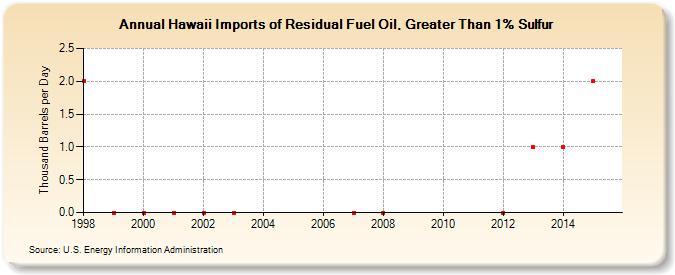 Annual Hawaii Imports of Residual Fuel Oil, Greater Than 1% Sulfur
Thousand Barrels per Day
2.5
2.0
1.5
1.0
0.5
0.0
1998 2000 2002 2004 2006 2008 2010 2012 2014
Source: U.S. Energy Information Administration